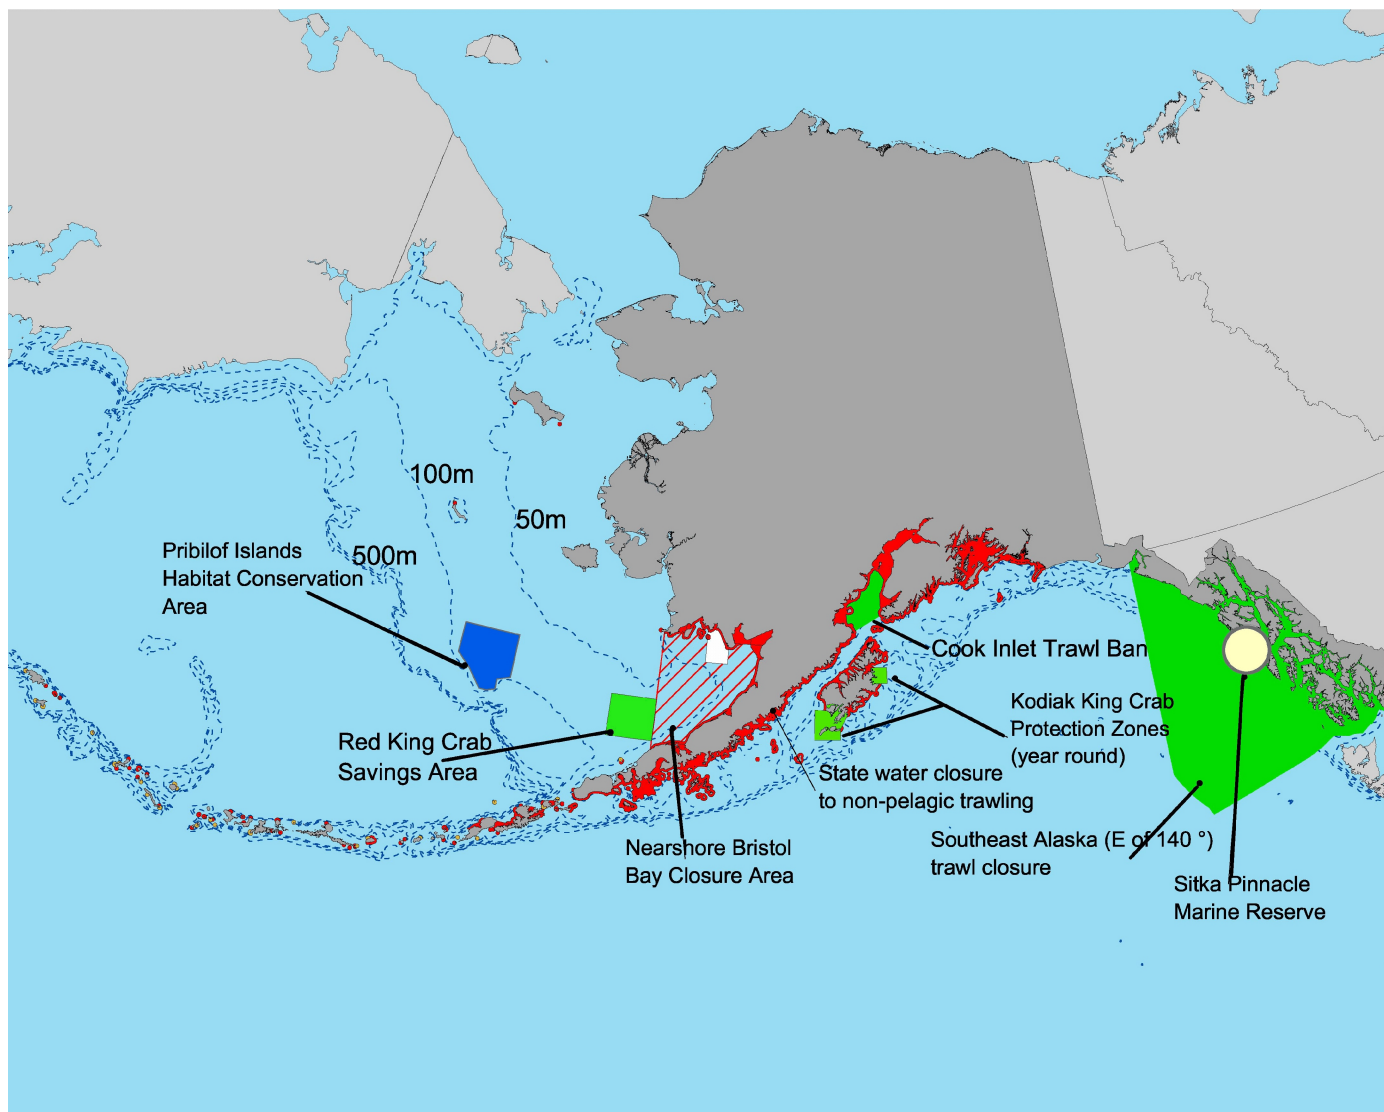 100m
50m
500m
Pribilof Islands
Habitat Conservation
Area
Cook Inlet Trawl Ban
Kodiak King Crab
Protection Zones
(year round)
Red King Crab
Savings Area
State water closure
to non-pelagic trawling
Nearshore Bristol
Bay Closure Area
Southeast Alaska (E of 140 °)
trawl closure
Sitka Pinnacle
Marine Reserve